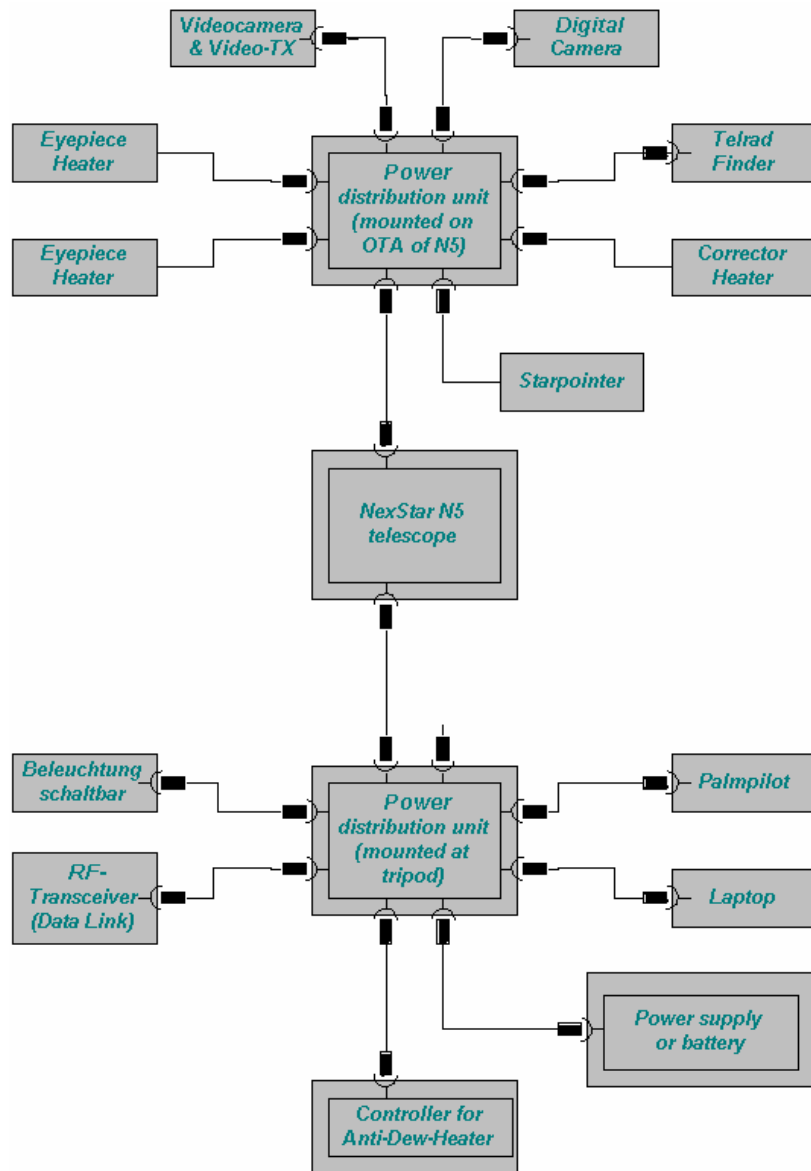 Videocamera
& Video-TX
Digital
Camera
Eyepiece
Heater
Power
distribution unit
(mounted on
OTA of N5)
Telrad
Finder
Eyepiece
Heater
Corrector
Heater
Starpointer
NexStar N5
telescope
Beleuchtung
schaltbar
Power
distribution unit
(mounted at
tripod)
Palmpilot
RF-
Transceiver
(Data Link)
Laptop
Power supply
or battery
Controller for
Anti-Dew-Heater